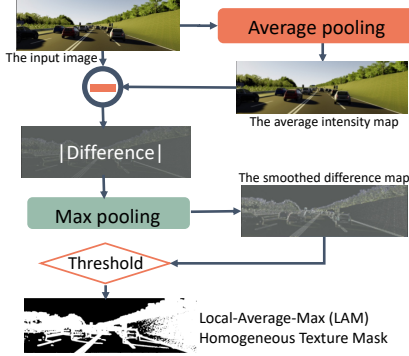 Average pooling
The input image
The average intensity map
|Difference|
The smoothed difference map
Max pooling
Threshold
Local-Average-Max (LAM)
Homogeneous Texture Mask